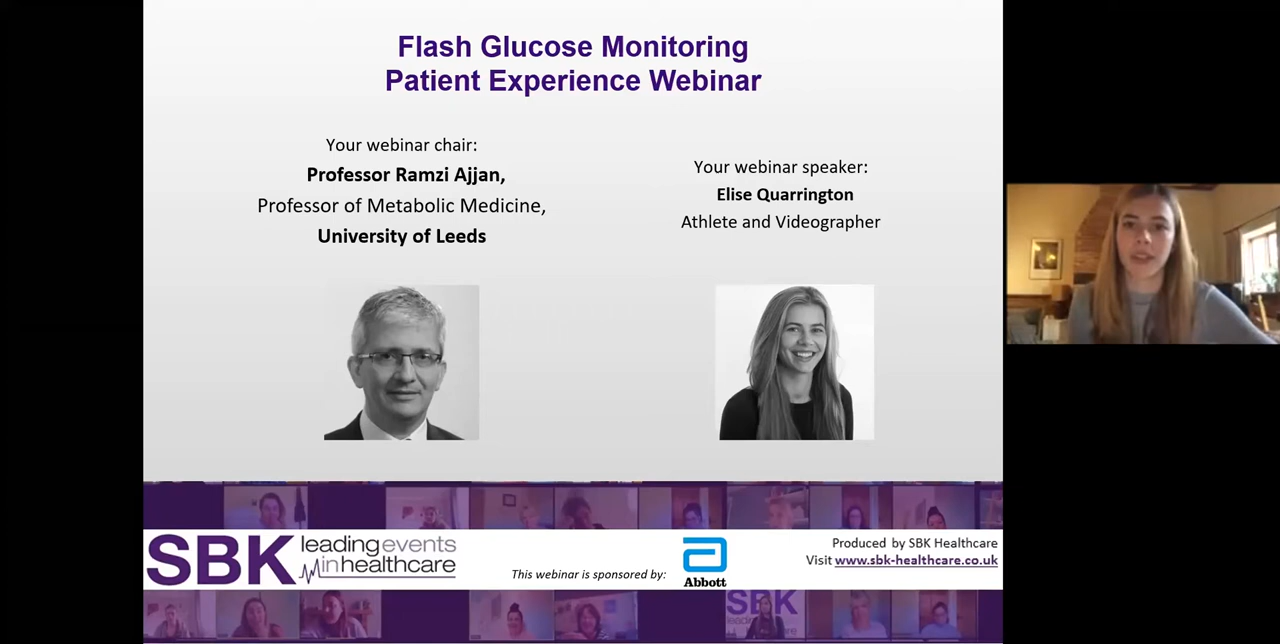 Flash Glucose Monitoring
Patient Experience Webinar
Your webinar chair:
Professor Ramzi Ajjan,
Professor of Metabolic Medicine,
University of Leeds
Your webinar speaker:
Elise Quarrington
Athlete and Videographer
SBK leading events
in healthcare
This webinar is sponsored by:
Abbott
Produced by SBK Healthcare
Visit www.sbk-healthcare.co.uk
SBK